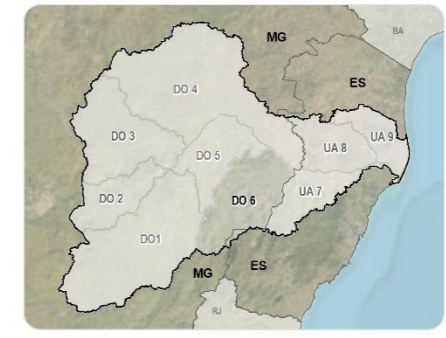 MG
BA
ES
DO 4
DO 3
UA 8
UA 9
DO 5
UA 7
DO 2
DO 6
DO1
MG
ES
RJ